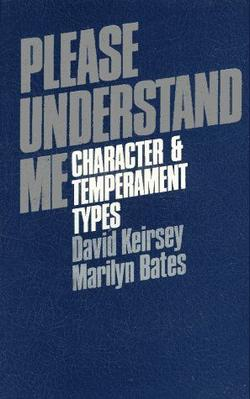 PLEASE
UNDERSTAND
ME
CHARACTER &
TEMPERAMENT
TYPES
David Keirsey
Marilyn Bates